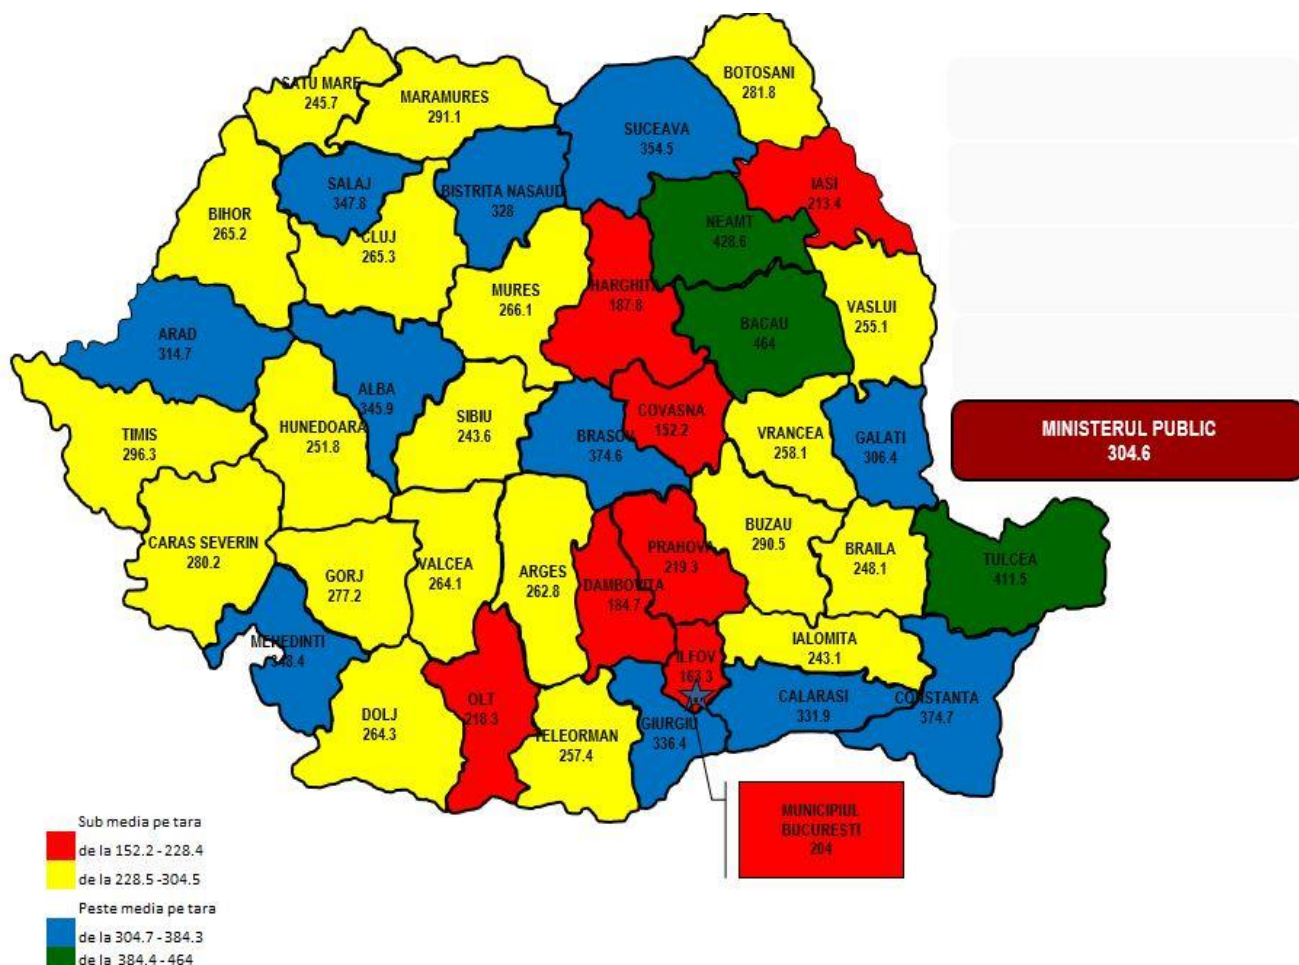 BOTOSANI
281.8
SATU MARE
245.7
MARAMURES
291.1
SUCEAVA
354.5
IASI
213.4
SALAJ
347.8
BISTRITA NASAUD
328
BIHOR
265.2
CLUJ
265.3
NEAMT
428.6
MURES
266.1
HARGHITA
187.8
VASLUI
255.1
BACAU
464
ARAD
314.7
ALBA
345.9
COVASNA
152.2
SIBIU
243.6
HUNEDOARA
251.8
TIMIS
296.3
BRASOV
374.6
VRANCEA
258.1
GALATI
306.4
MINISTERUL PUBLIC
304.6
CARAS SEVERIN
280.2
GORJ
277.2
VALCEA
264.1
ARGES
262.8
DAMBOVITA
184.7
PRAHOVA
219.3
BUZAU
290.5
BRAILA
248.1
TULCEA
411.5
MEHEDINTI
348.4
IALOMITA
243.1
ILFOV
163.3
DOLJ
264.3
OLT
218.3
TELEORMAN
257.4
GIURGIU
336.4
CALARASI
331.9
CONSTANTA
374.7
MUNICIPIUL
BUCURESTI
204
Sub media pe tara
de la 152.2 - 228.4
de la 228.5 -304.5
Peste media pe tara
de la 304.7 - 384.3
de la 384.4 - 464